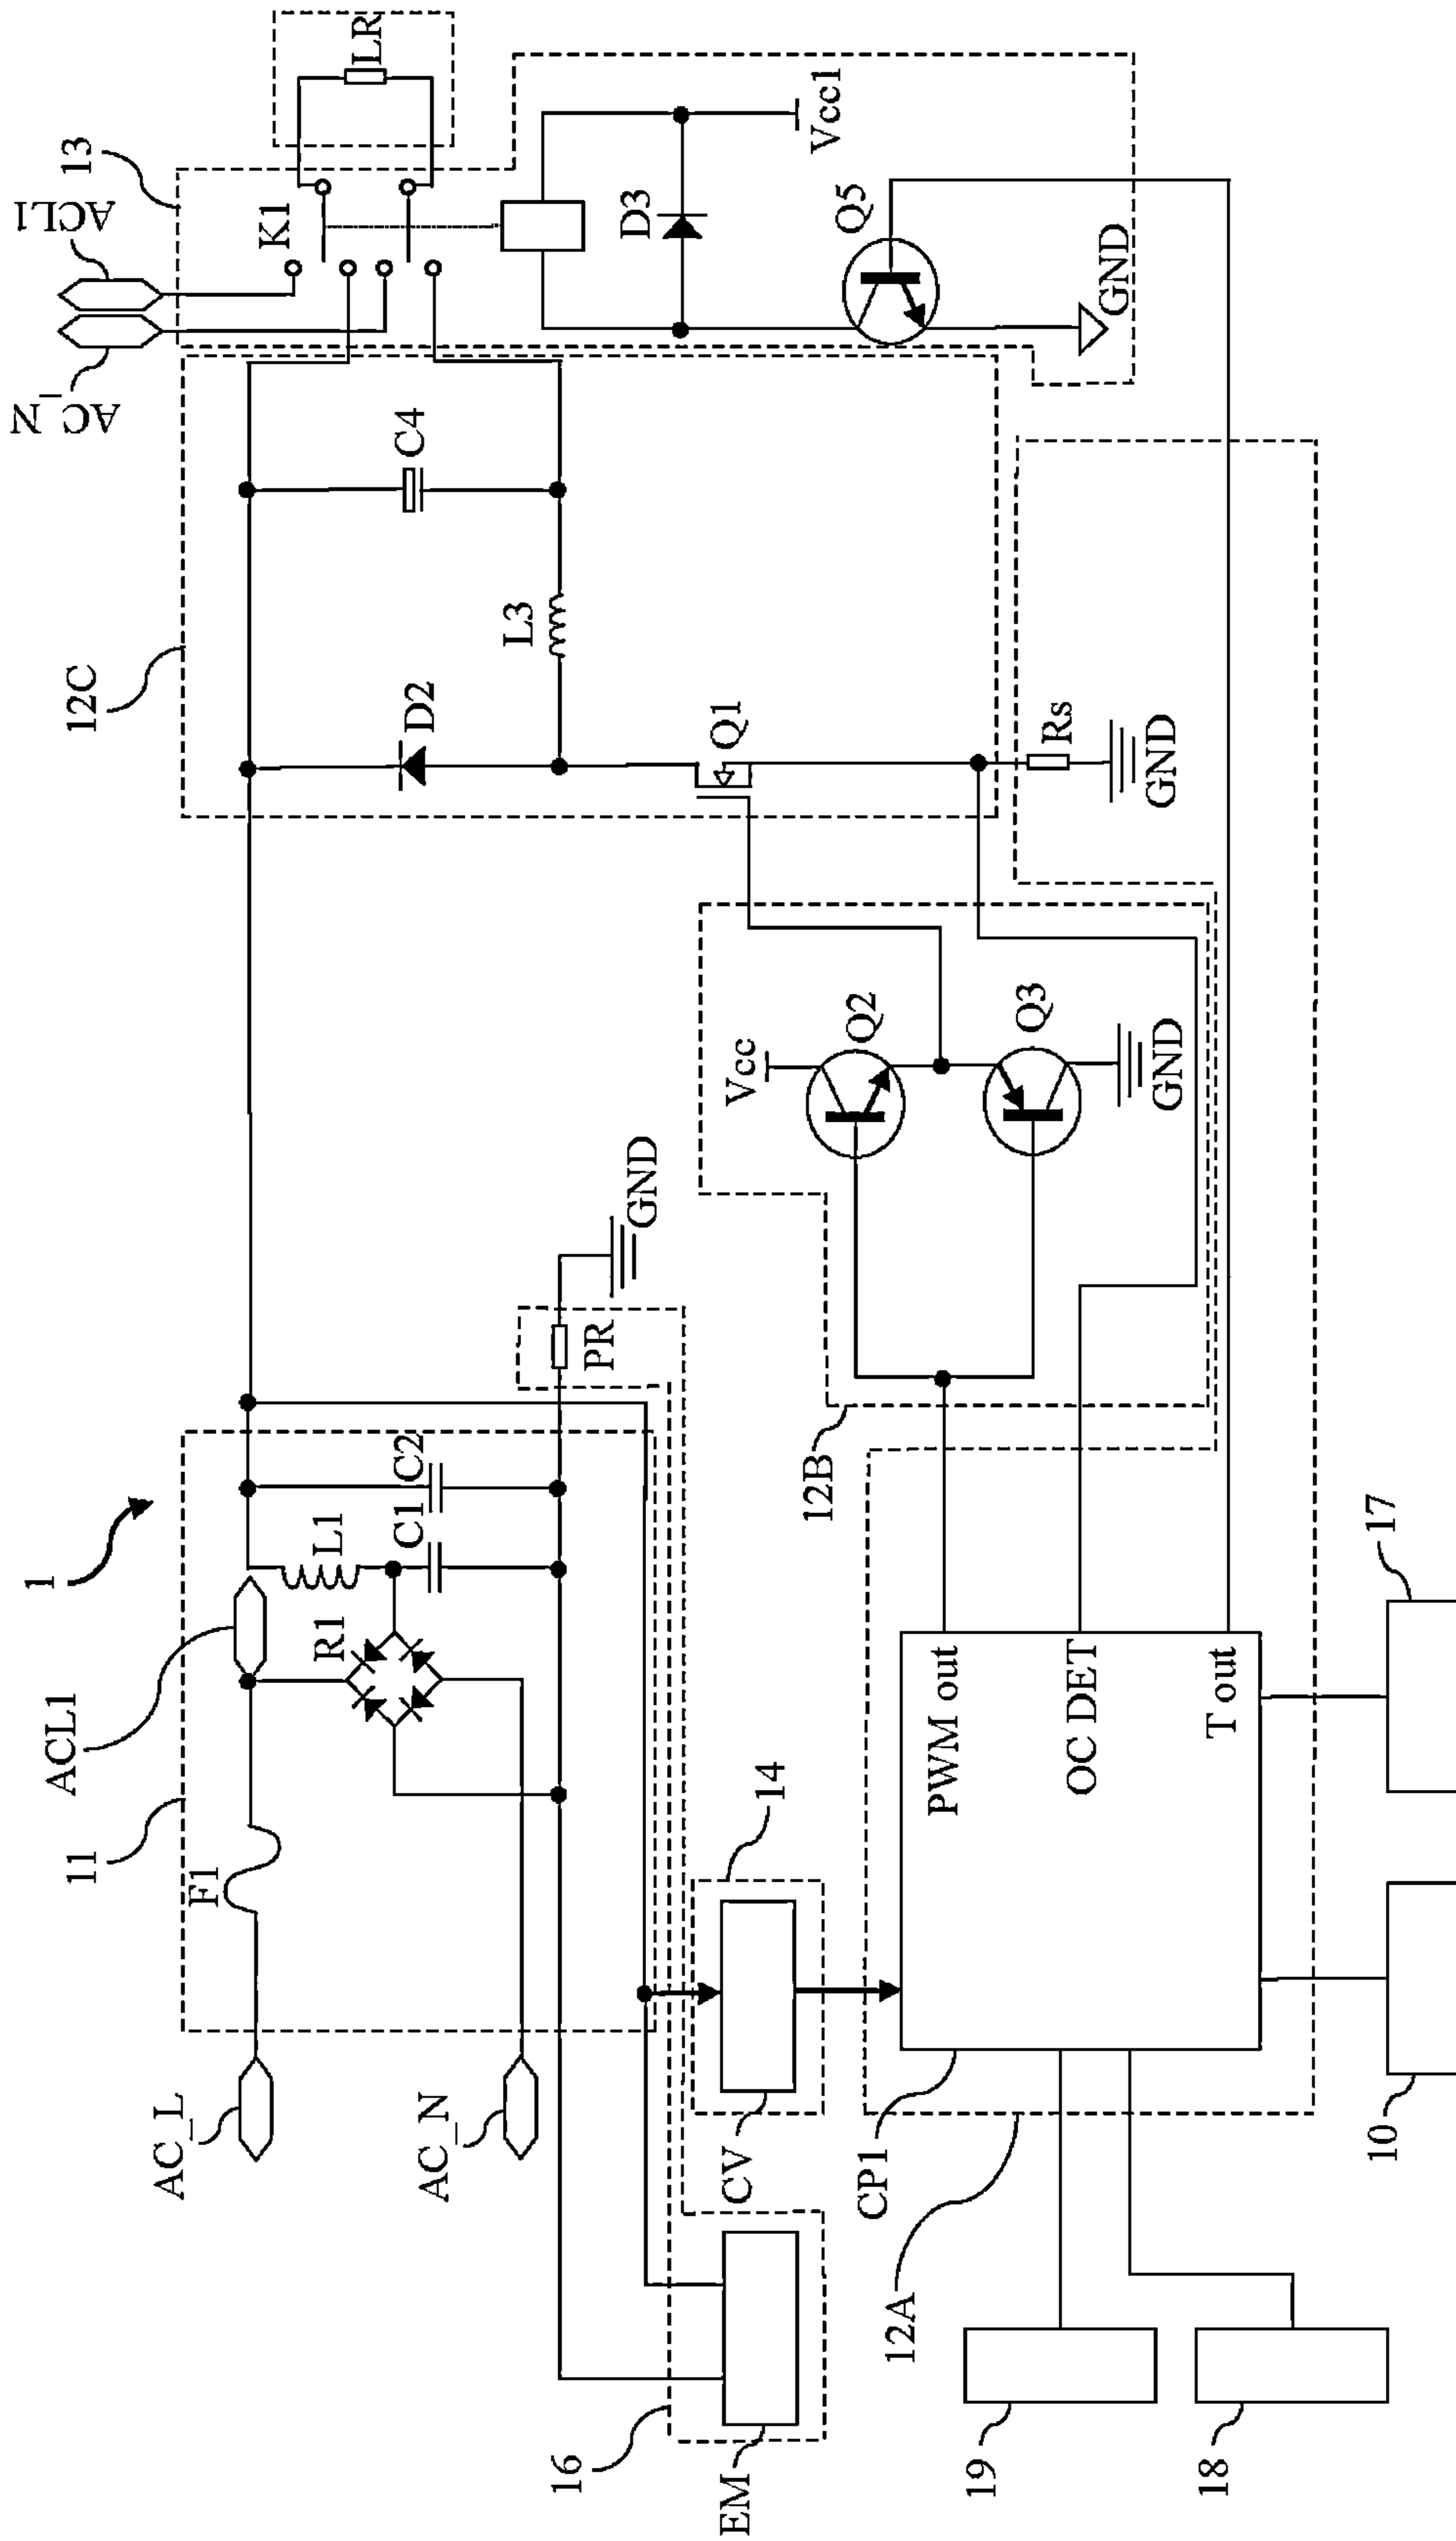 1
11
ACL1
AC_L
F1
AC_N
R1
L1
C1
C2
PR
GND
16
EM
CV
14
12C
D2
C4
L3
Q1
Rs
GND
13
ACL1
AC_N
K1
LR
D3
Vcc1
Q5
GND
12B
Vcc
Q2
Q3
GND
12A
CP1
PWM out
OC DET
T out
19
18
10
17